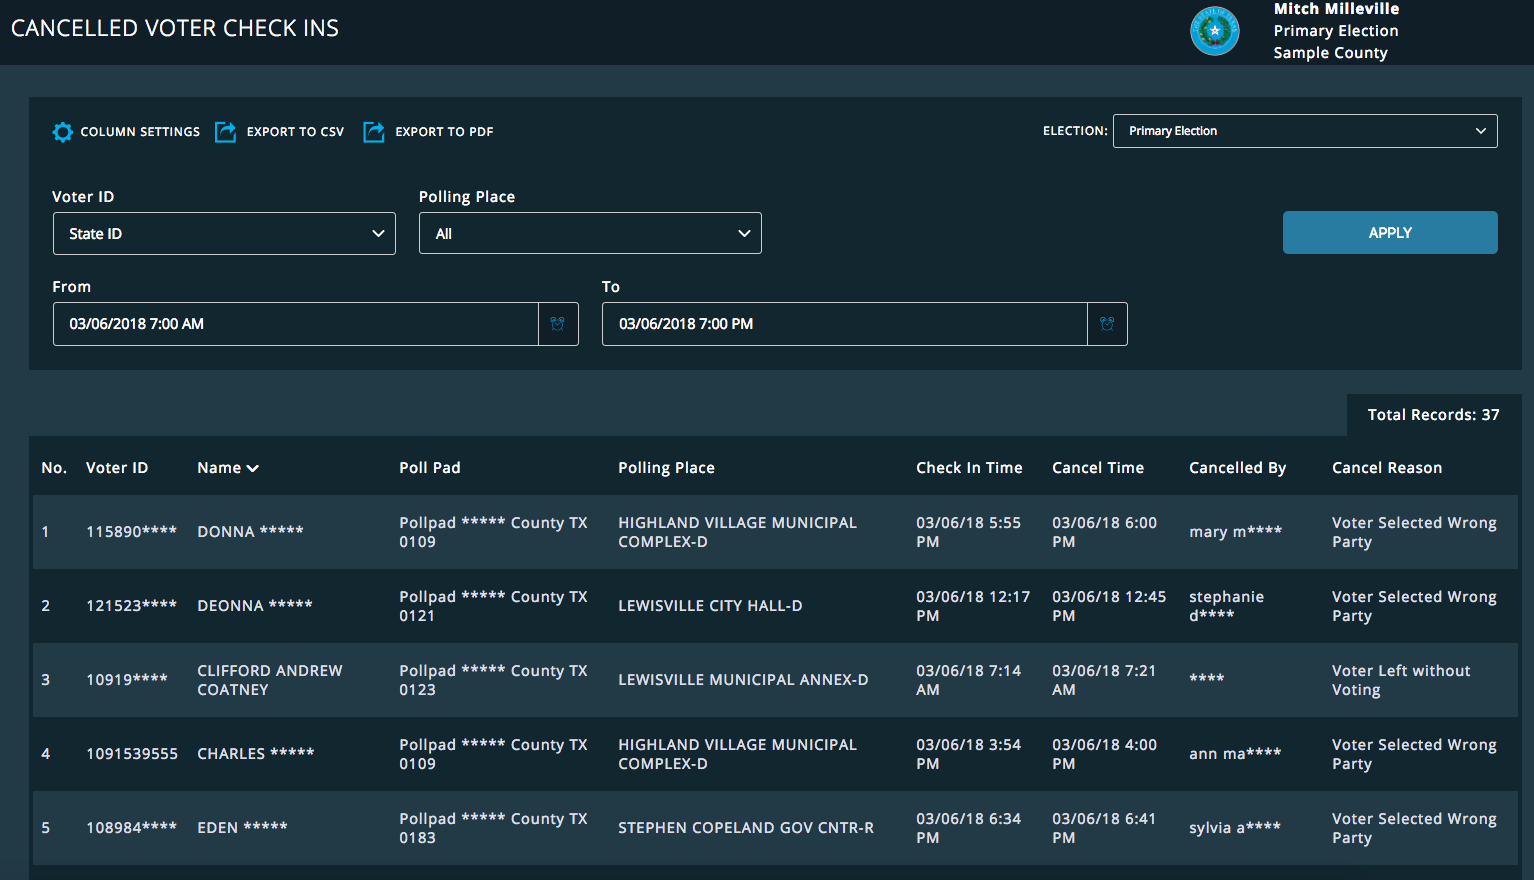 CANCELLED VOTER CHECK INS
Mitch Milleville
Primary Election
Sample County
COLUMN SETTINGS
EXPORT TO CSV
EXPORT TO PDF
ELECTION:
Primary Election
Voter ID
Polling Place
State ID
All
APPLY
From
To
03/06/2018 7:00 AM
03/06/2018 7:00 PM
Total Records: 37
No. Voter ID Name Poll Pad Polling Place Check In Time Cancel Time Cancelled By Cancel Reason
1 115890**** DONNA ***** Pollpad ***** County TX HIGHLAND VILLAGE MUNICIPAL 03/06/18 5:55 03/06/18 6:00 mary m**** Voter Selected Wrong
0109 COMPLEX-D PM PM Party
2 121523**** DEONNA ***** Pollpad ***** County TX LEWISVILLE CITY HALL-D 03/06/18 12:17 03/06/18 12:45 stephanie Voter Selected Wrong
0121 PM PM d**** Party
3 10919**** CLIFFORD ANDREW Pollpad ***** County TX LEWISVILLE MUNICIPAL ANNEX-D 03/06/18 7:14 03/06/18 7:21 **** Voter Left without
COATNEY 0123 AM AM Voting
4 1091539555 CHARLES ***** Pollpad ***** County TX HIGHLAND VILLAGE MUNICIPAL 03/06/18 3:54 03/06/18 4:00 ann ma**** Voter Selected Wrong
0109 COMPLEX-D PM PM Party
5 108984**** EDEN ***** Pollpad ***** County TX STEPHEN COPELAND GOV CNTR-R 03/06/18 6:34 03/06/18 6:41 sylvia a**** Voter Selected Wrong
0183 PM PM Party